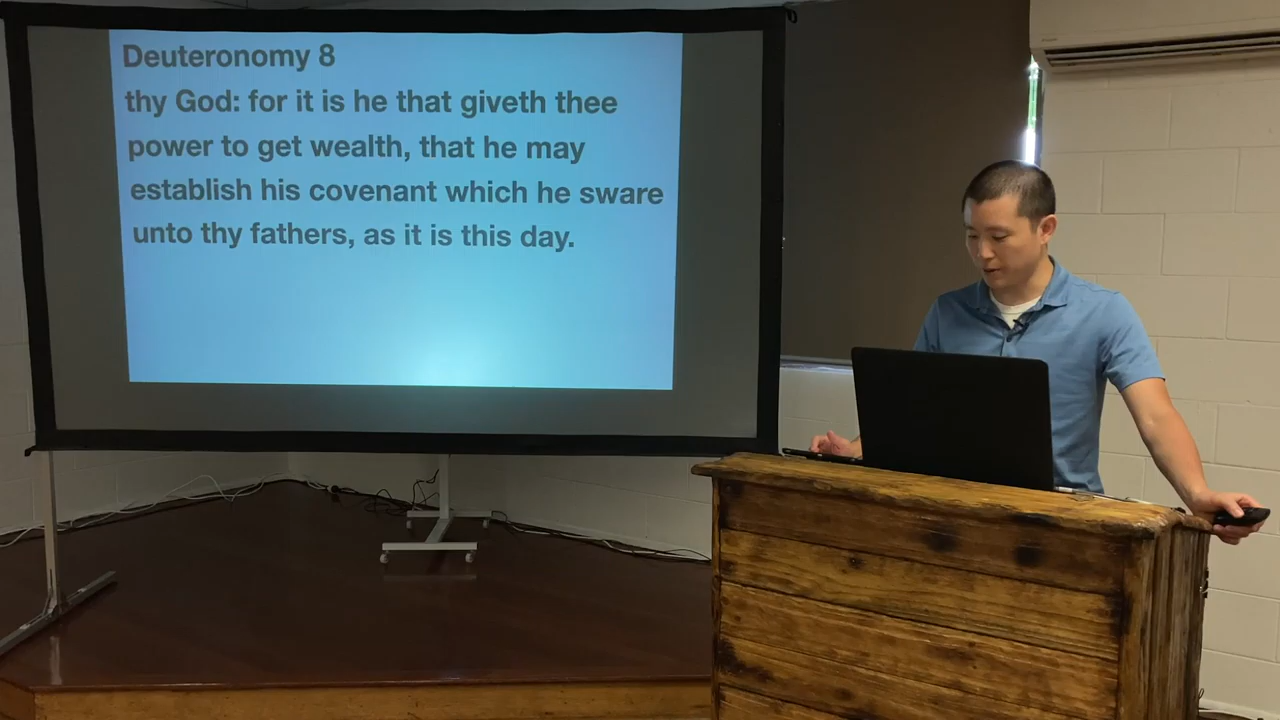 Deuteronomy 8
thy God: for it is he that giveth thee
power to get wealth, that he may
establish his covenant which he sware
unto thy fathers, as it is this day.